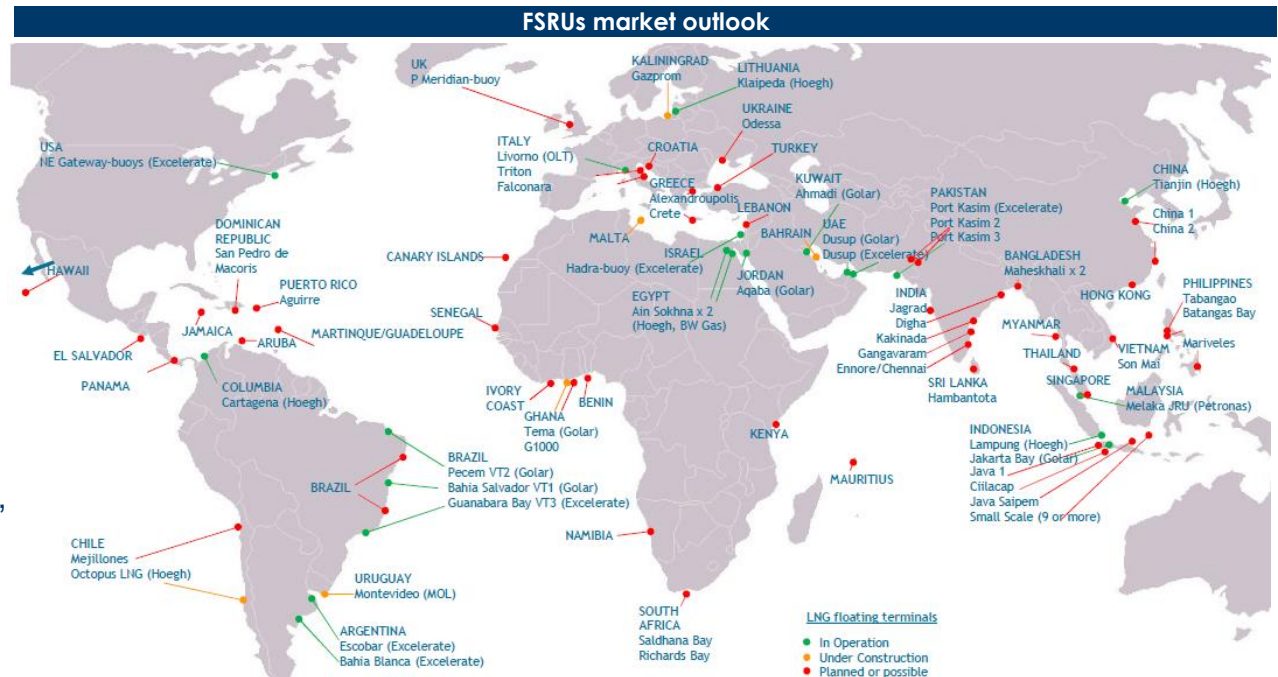 FSRUs market outlook
UK
P Meridian-buoy
KALININGRAD
Gazprom
LITHUANIA
Klaipeda (Hoegh)
UKRAINE
Odessa
USA
NE Gateway-buoys (Excelerate)
ITALY
Livorno (OLT)
Triton
Falconara
CROATIA
TURKEY
GREECE
Alexandroupolis
Crete
KUWAIT
Ahmadi (Golar)
PAKISTAN
Port Kasim (Excelerate)
Port Kasim 2
Port Kasim 3
CHINA
Tianjin (Hoegh)
China 1
China 2
DOMINICAN
REPUBLIC
San Pedro de
Macoris
LEBANON
BAHRAIN
UAE
Dusup (Golar)
Dusup (Excelerate)
MALTA
CANARY ISLANDS
ISRAEL
Hadra-buoy (Excelerate)
JORDAN
Aqaba (Golar)
BANGLADESH
Maheskhali x 2
HAWAII
PUERTO RICO
Aguirre
EGYPT
Ain Sokhna x 2
(Hoegh, BW Gas)
INDIA
Jagrad
Digha
Kakinada
Gangavaram
Ennore/Chennai
HONG KONG
PHILIPPINES
Tabangao
Batangas Bay
Mariveles
JAMAICA
SENEGAL
MARTINQUE/GUADELOUPE
ARUBA
MYANMAR
EL SALVADOR
THAILAND
VIETNAM
Son Mai
PANAMA
COLUMBIA
Cartagena (Hoegh)
IVORY
COAST
GHANA
Tema (Golar)
G1000
BENIN
SRI LANKA
Hambantota
SINGAPORE
MALAYSIA
Melaka JRU (Petronas)
KENYA
INDONESIA
Lampung (Hoegh)
Jakarta Bay (Golar)
Java 1
Ciilacap
Java Saipem
Small Scale (9 or more)
BRAZIL
Pecem VT2 (Golar)
Bahia Salvador VT1 (Golar)
Guanabara Bay VT3 (Excelerate)
BRAZIL
MAURITIUS
,
CHILE
Mejillones
Octopus LNG (Hoegh)
NAMIBIA
URUGUAY
Montevideo (MOL)
SOUTH
AFRICA
Saldhana Bay
Richards Bay
ARGENTINA
Escobar (Excelerate)
Bahia Blanca (Excelerate)
LNG floating terminals
In Operation
Under Construction
Planned or possible